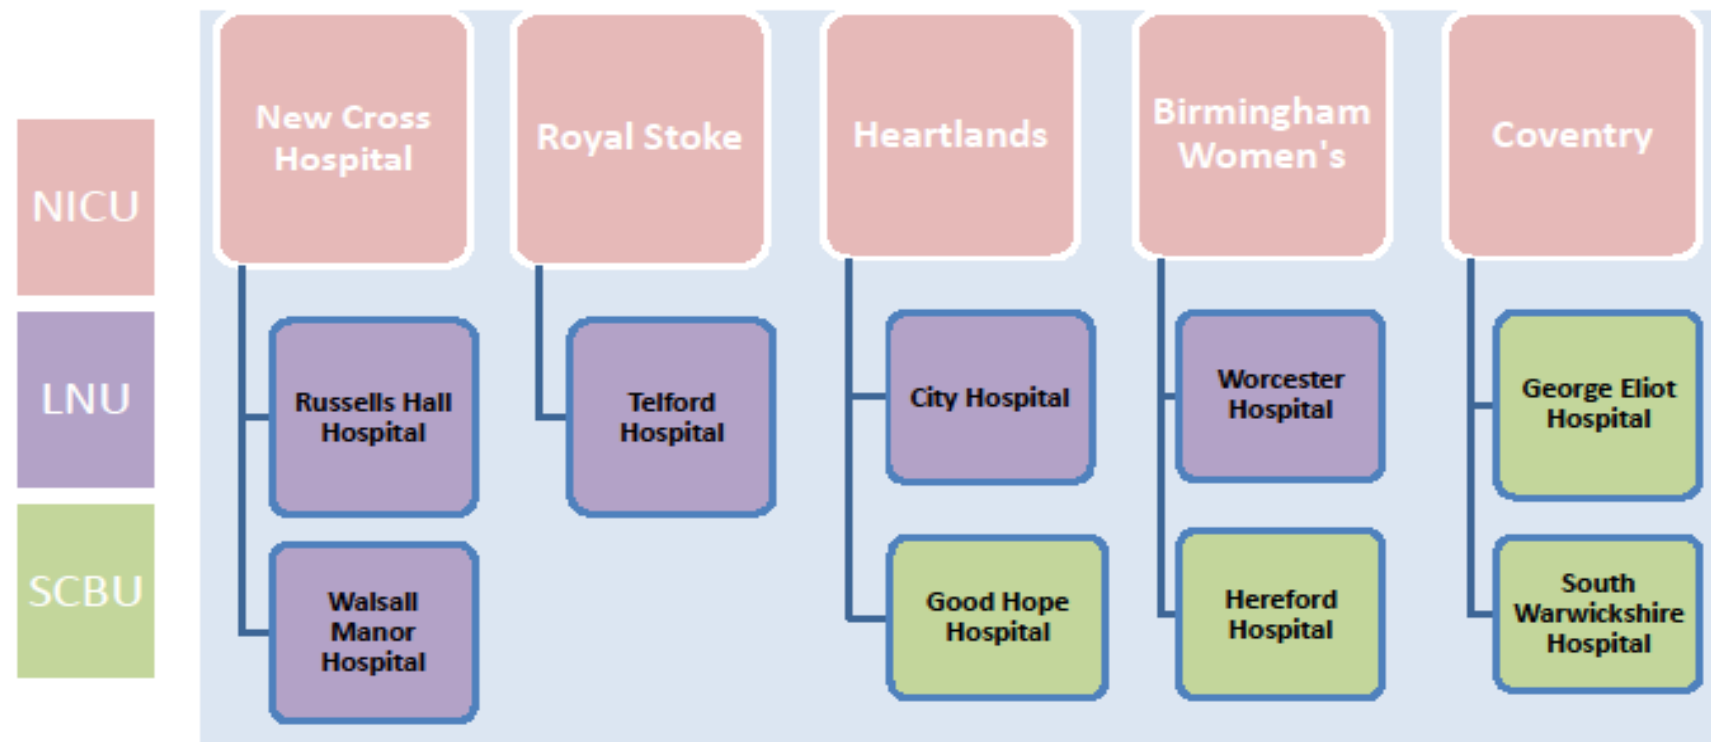 NICU
LNU
SCBU
New Cross
Hospital
Royal Stoke
Heartlands
Birmingham
Women's
Coventry
Russells Hall
Hospital
Telford
Hospital
City Hospital
Worcester
Hospital
George Eliot
Hospital
Walsall
Manor
Hospital
Good Hope
Hospital
Hereford
Hospital
South
Warwickshire
Hospital